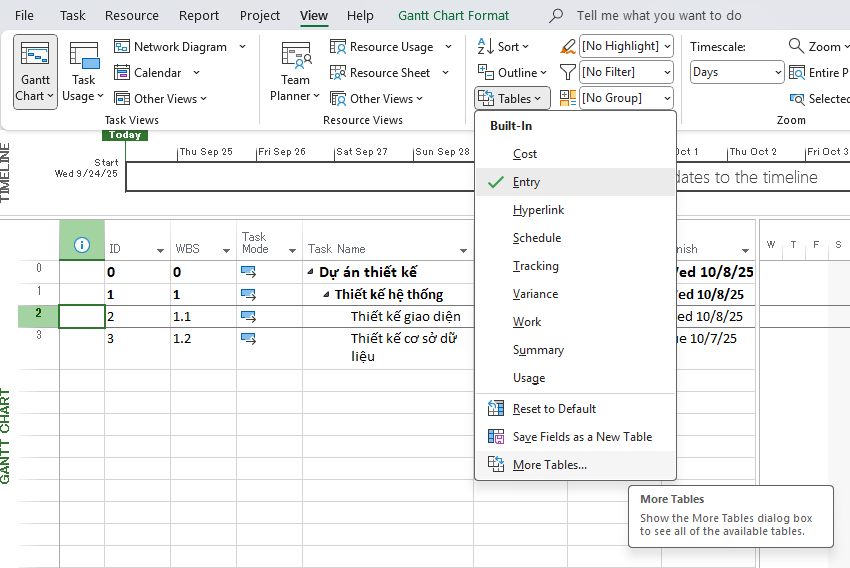 File Task Resource Report Project View Help Gantt Chart Format Tell me what you want to do
Gantt Chart
Task Usage
Network Diagram
Calendar
Other Views
Task Views
Team Planner
Resource Usage
Resource Sheet
Other Views
Resource Views
Sort
Outline
Tables
[No Highlight]
[No Filter]
[No Group]
Timescale:
Days
Zoom
Entire P
Selected
Zoom
Built-In
Cost
Entry
Hyperlink
Schedule
Tracking
Variance
Work
Summary
Usage
Reset to Default
Save Fields as a New Table
More Tables...
More Tables
Show the More Tables dialog box
to see all of the available tables.
TIMELINE
Today
Start
Wed 9/24/25
Thu Sep 25 Fri Sep 26 Sat Sep 27 Sun Sep 28 Oct 1 Thu Oct 2 Fri Oct 3
dates to the timeline
GANTT CHART
ID WBS Task Mode Task Name nish W T F S
0 0 0 Dự án thiết kế Wed 10/8/25
1 1 1 Thiết kế hệ thống ed 10/8/25
2 2 1.1 Thiết kế giao diện ed 10/8/25
3 3 1.2 Thiết kế cơ sở dữ ue 10/7/25
liệu